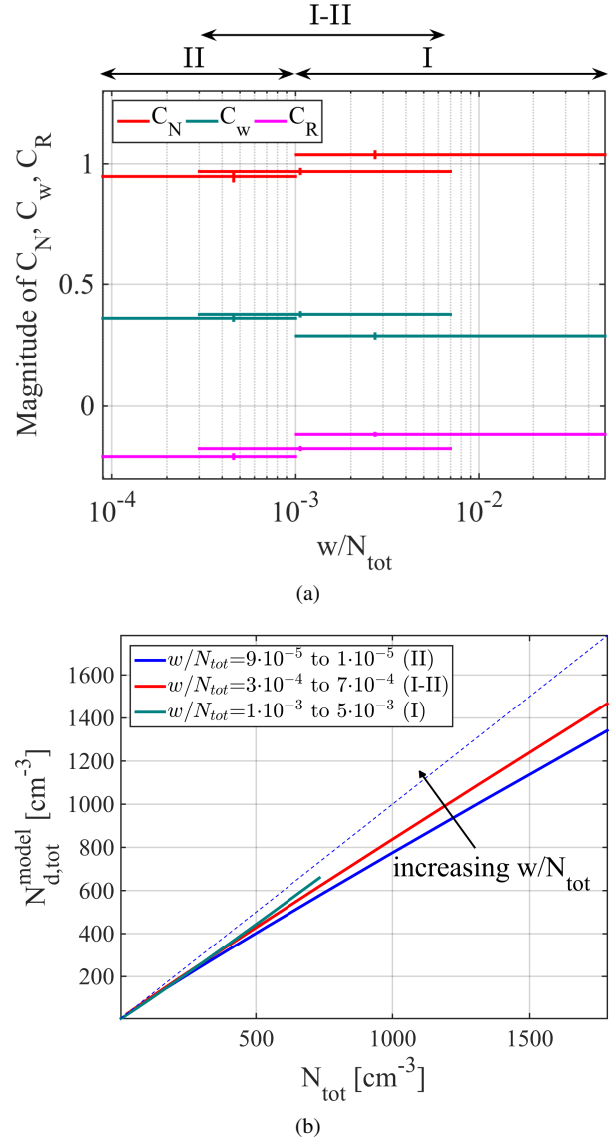 I-II
II I
C_N C_w C_R
Magnitude of C_N, C_w, C_R
1
0.5
0
10^-4 10^-3 10^-2
w/N_tot
(a)
w/N_tot=9·10^-5 to 1·10^-5 (II)
w/N_tot=3·10^-4 to 7·10^-4 (I-II)
w/N_tot=1·10^-3 to 5·10^-3 (I)
N_d,tot^model [cm^-3]
1600
1400
1200
1000
800
600
400
200
increasing w/N_tot
500 1000 1500
N_tot [cm^-3]
(b)